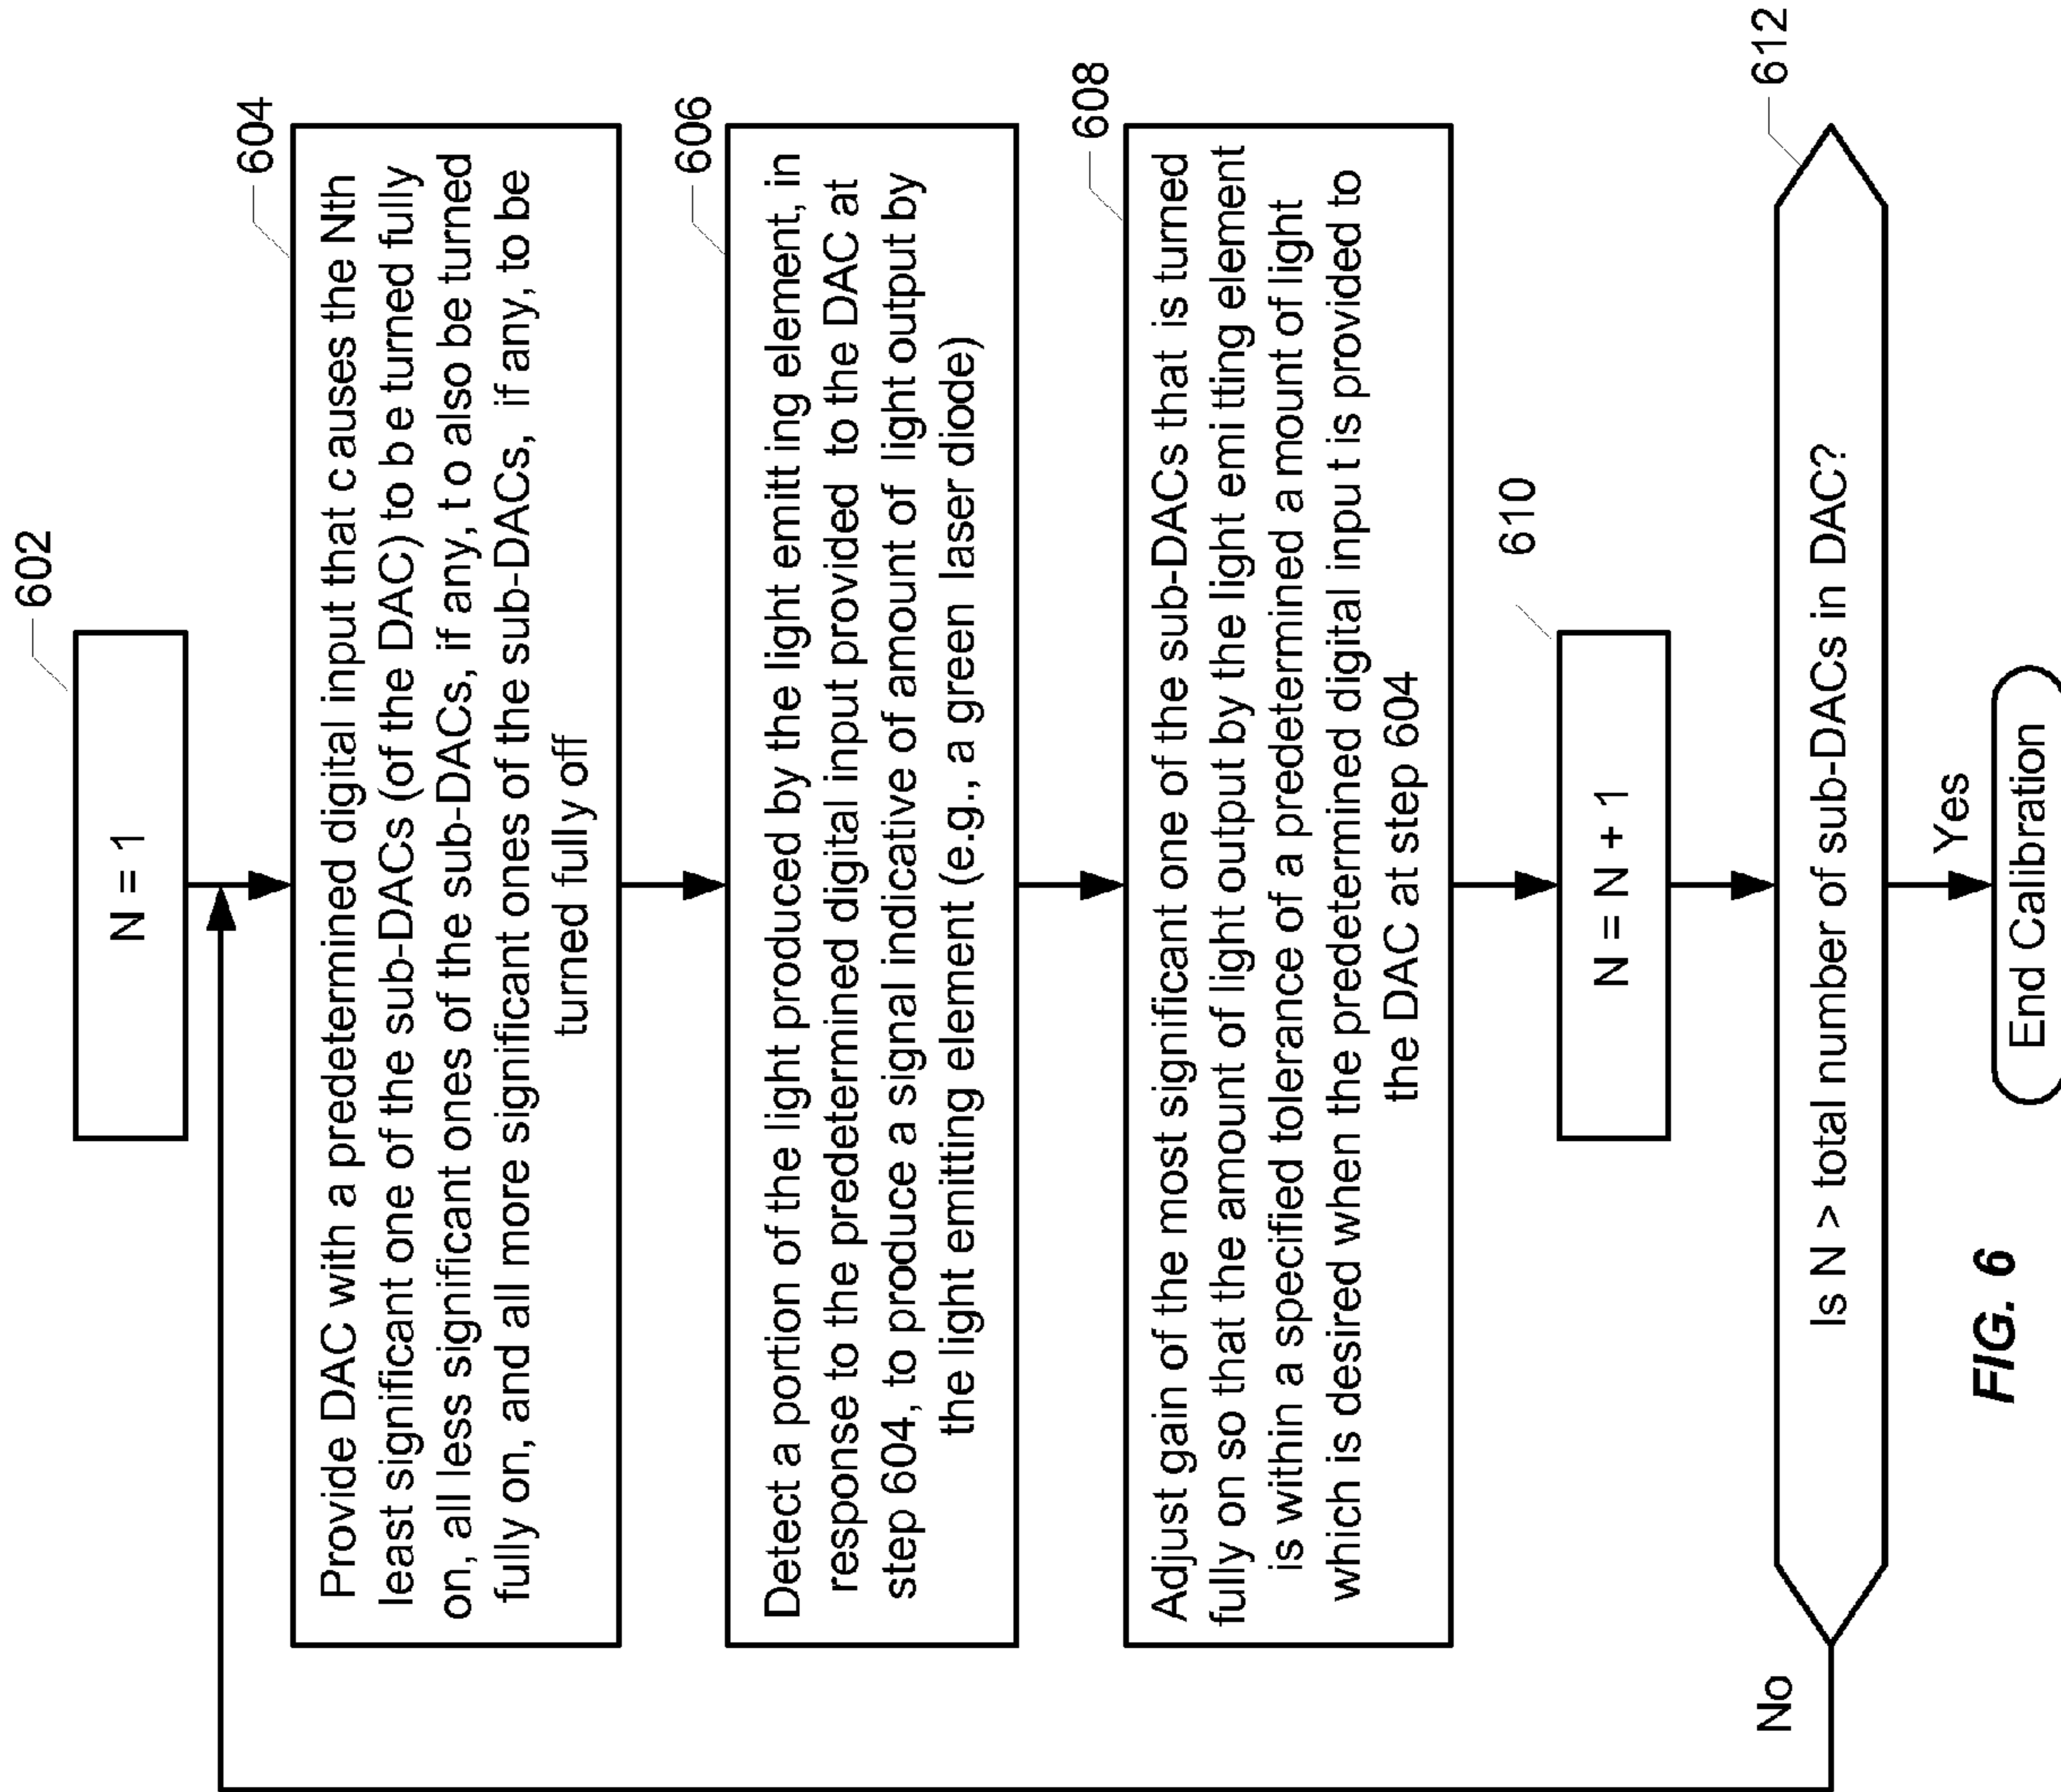 602
N = 1
604
Provide DAC with a predetermined digital input that causes the Nth
least significant one of the sub-DACs (of the DAC) to be turned fully
on, all less significant ones of the sub-DACs, if any, to also be turned
fully on, and all more significant ones of the sub-DACs, if any, to be
turned fully off
606
Detect a portion of the light produced by the light emitting element, in
response to the predetermined digital input provided to the DAC at
step 604, to produce a signal indicative of amount of light output by
the light emitting element (e.g., a green laser diode)
608
Adjust gain of the most significant one of the sub-DACs that is turned
fully on so that the amount of light output by the light emitting element
is within a specified tolerance of a predetermined amount of light
which is desired when the predetermined digital input is provided to
the DAC at step 604
610
N = N + 1
612
Is N > total number of sub-DACs in DAC?
No
Yes
End Calibration
FIG. 6